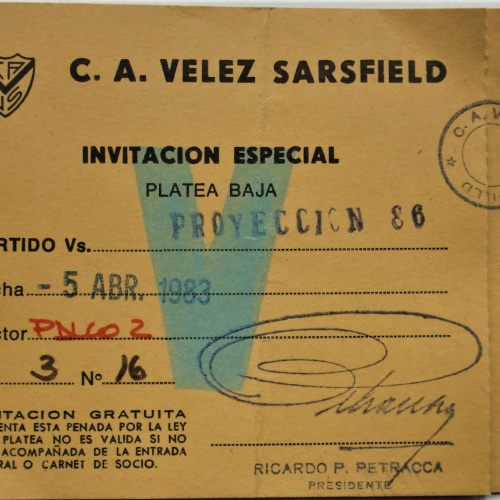 C. A. VELEZ SARSFIELD
INVITACION ESPECIAL
PLATEA BAJA
PROYECCION 86
RTIDO Vs.
cha - 5 ABR. 1983
ctor
3 Nº 16
ITACION GRATUITA
ENTA ESTA PENADA POR LA LEY
PLATEA NO ES VALIDA SI NO
ACOMPAÑADA DE LA ENTRADA
RAL O CARNET DE SOCIO.
RICARDO P. PETRACCA
PRESIDENTE
C. A. V